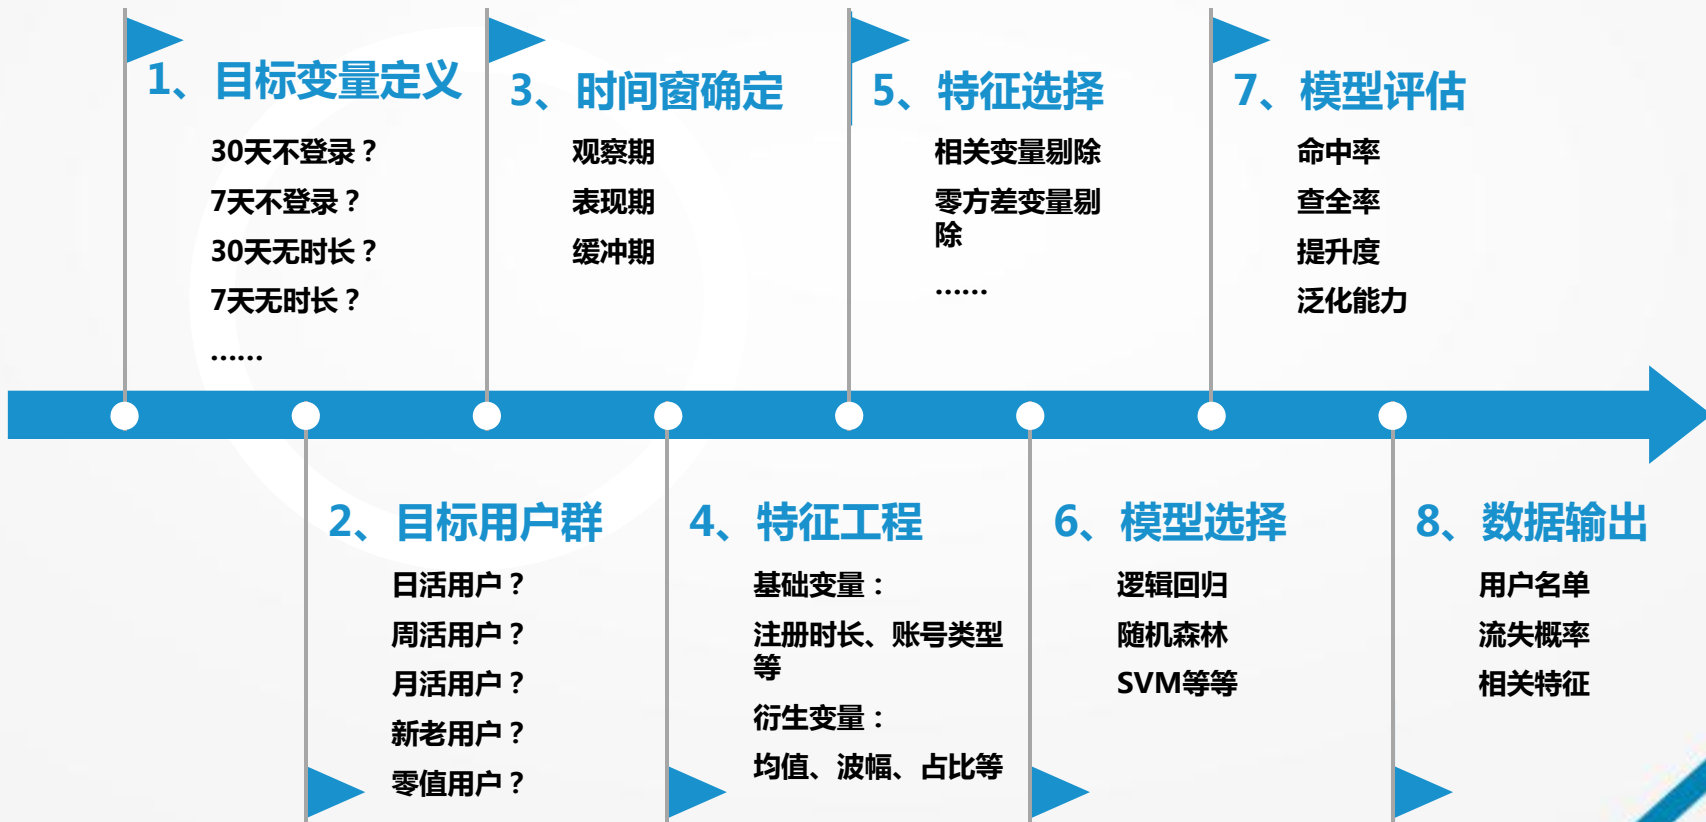 1、目标变量定义
30天不登录？
7天不登录？
30天无时长？
7天无时长？
……
3、时间窗确定
观察期
表现期
缓冲期
5、特征选择
相关变量剔除
零方差变量剔
除
……
7、模型评估
命中率
查全率
提升度
泛化能力
2、目标用户群
日活用户？
周活用户？
月活用户？
新老用户？
零值用户？
4、特征工程
基础变量：
注册时长、账号类型
等
衍生变量：
均值、波幅、占比等
6、模型选择
逻辑回归
随机森林
SVM等等
8、数据输出
用户名单
流失概率
相关特征